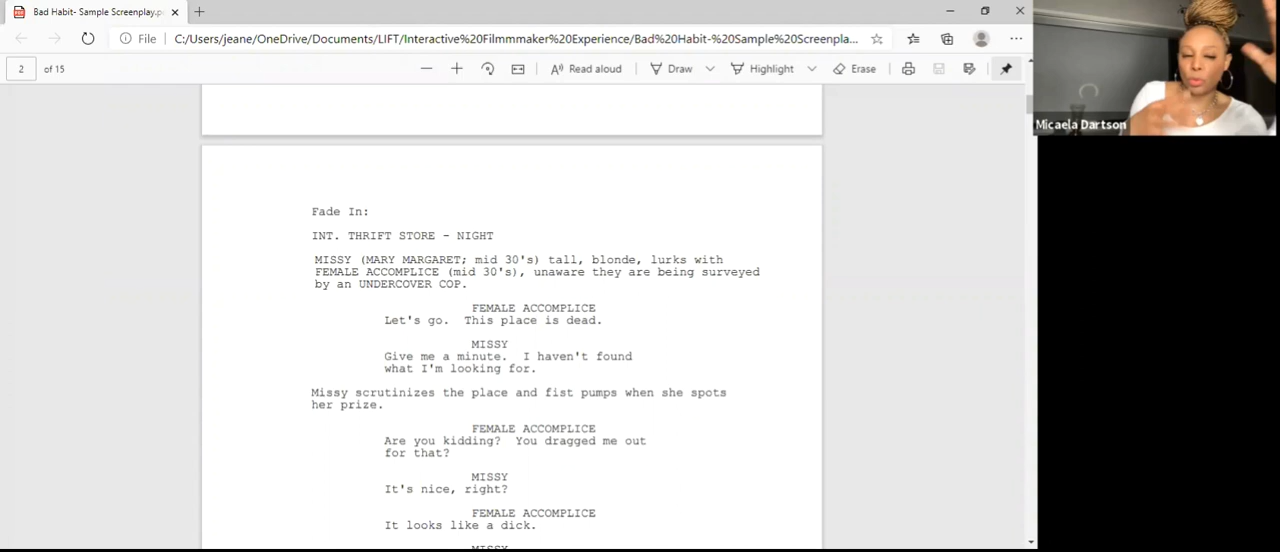 Bad Habit- Sample Screenplay.p
File
C:/Users/jeane/OneDrive/Documents/LIFT/Interactive%20Filmmmaker%20Experience/Bad%20Habit-%20Sample%20Screenpla...
2 of 15
Read aloud
Draw
Highlight
Erase
Micaela Dartson
Fade In:
INT. THRIFT STORE - NIGHT
MISSY (MARY MARGARET; mid 30's) tall, blonde, lurks with
FEMALE ACCOMPLICE (mid 30's), unaware they are being surveyed
by an UNDERCOVER COP.
FEMALE ACCOMPLICE
Let's go. This place is dead.
MISSY
Give me a minute. I haven't found
what I'm looking for.
Missy scrutinizes the place and fist pumps when she spots
her prize.
FEMALE ACCOMPLICE
Are you kidding? You dragged me out
for that?
MISSY
It's nice, right?
FEMALE ACCOMPLICE
It looks like a dick.
MISSY